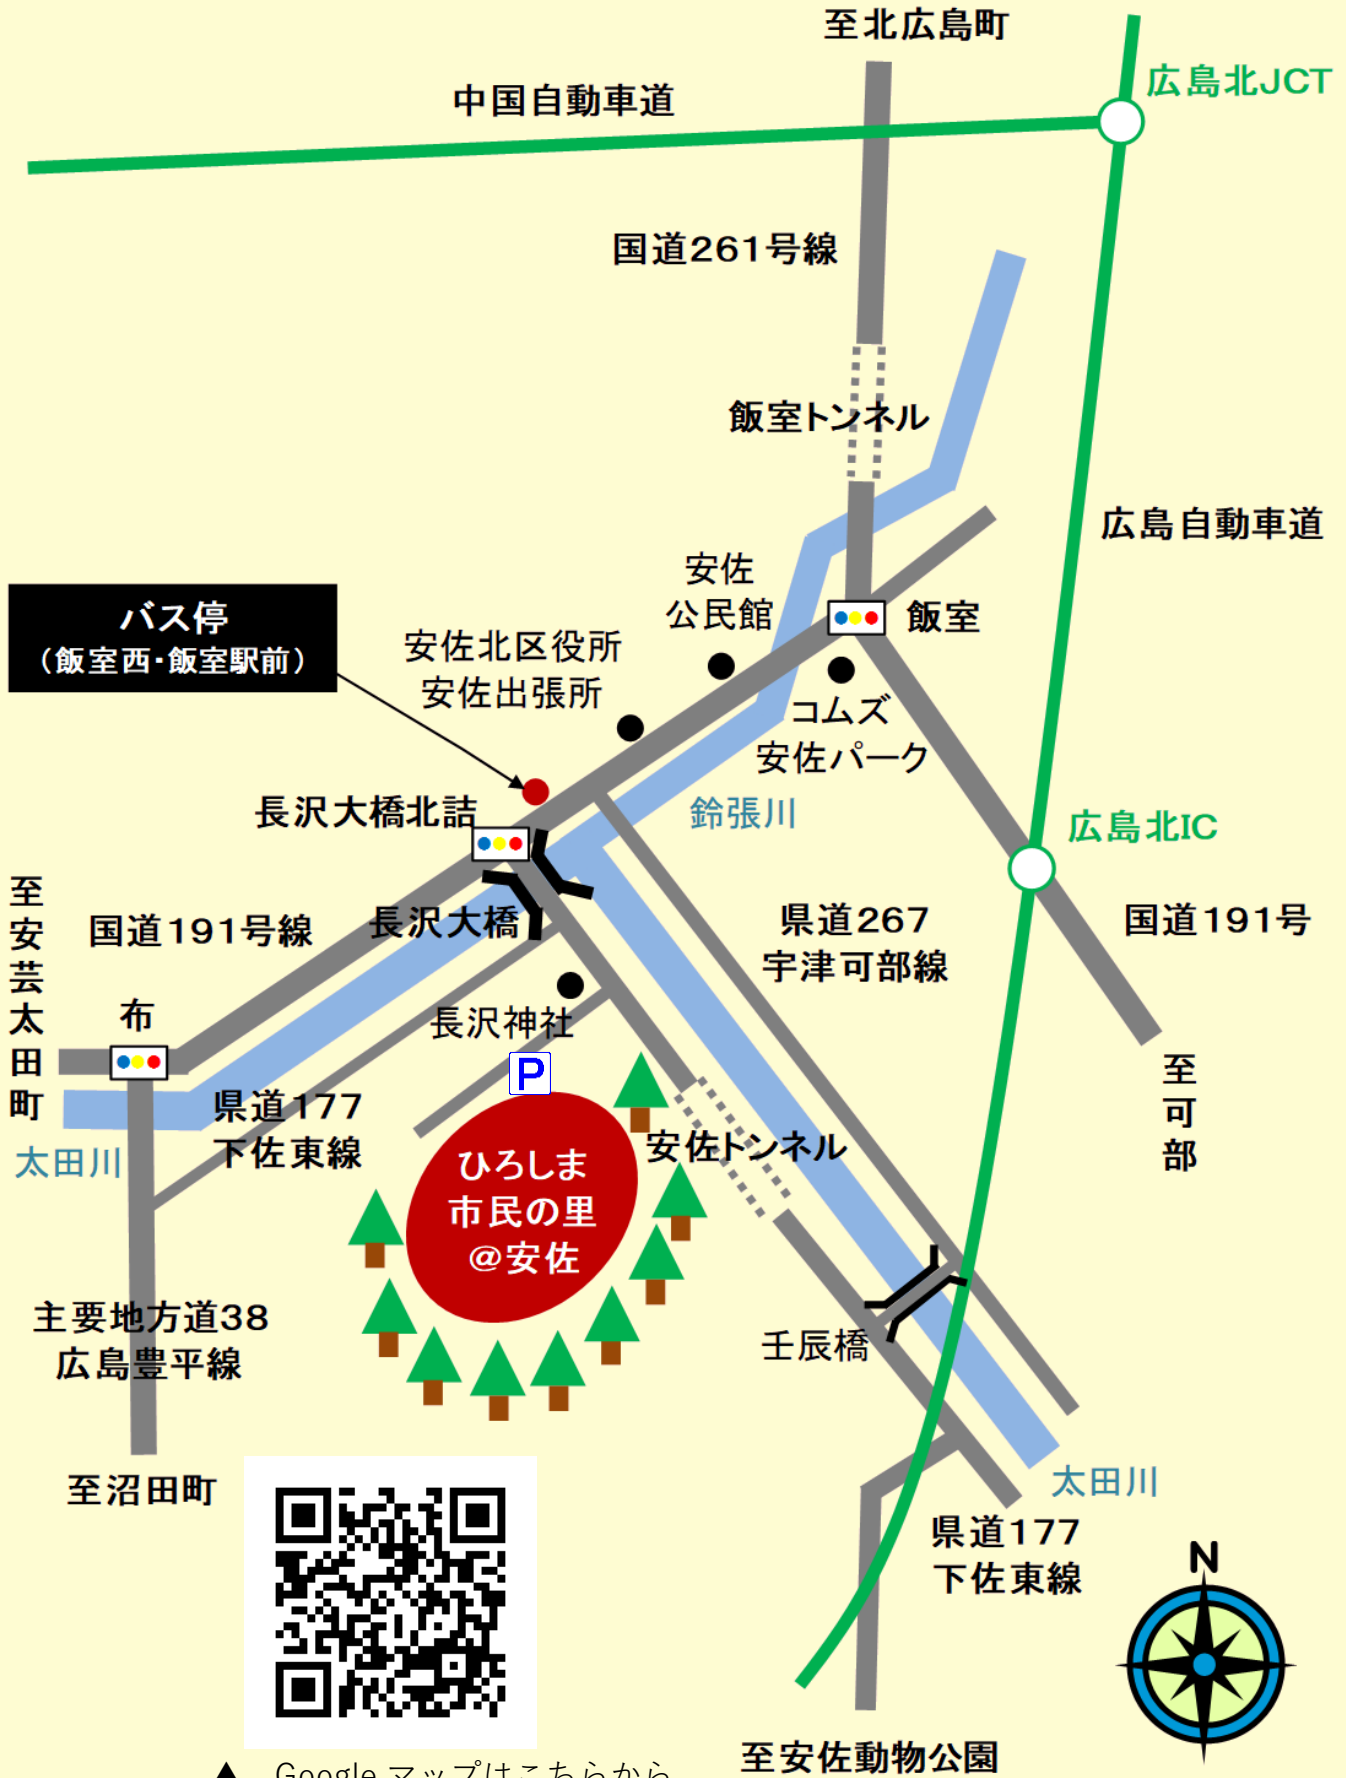 至北広島町
広島北JCT
中国自動車道
国道261号線
飯室トンネル
広島自動車道
安佐
公民館
飯室
バス停
（飯室西・飯室駅前）
安佐北区役所
安佐出張所
コムズ
安佐パーク
長沢大橋北詰
鈴張川
広島北IC
至安芸太田町
国道191号線
長沢大橋
県道267
宇津可部線
国道191号
布
長沢神社
P
至可部
県道177
下佐東線
太田川
安佐トンネル
ひろしま
市民の里
@安佐
主要地方道38
広島豊平線
壬辰橋
至沼田町
太田川
県道177
下佐東線
N
至安佐動物公園
▲ Google マップはこちらから